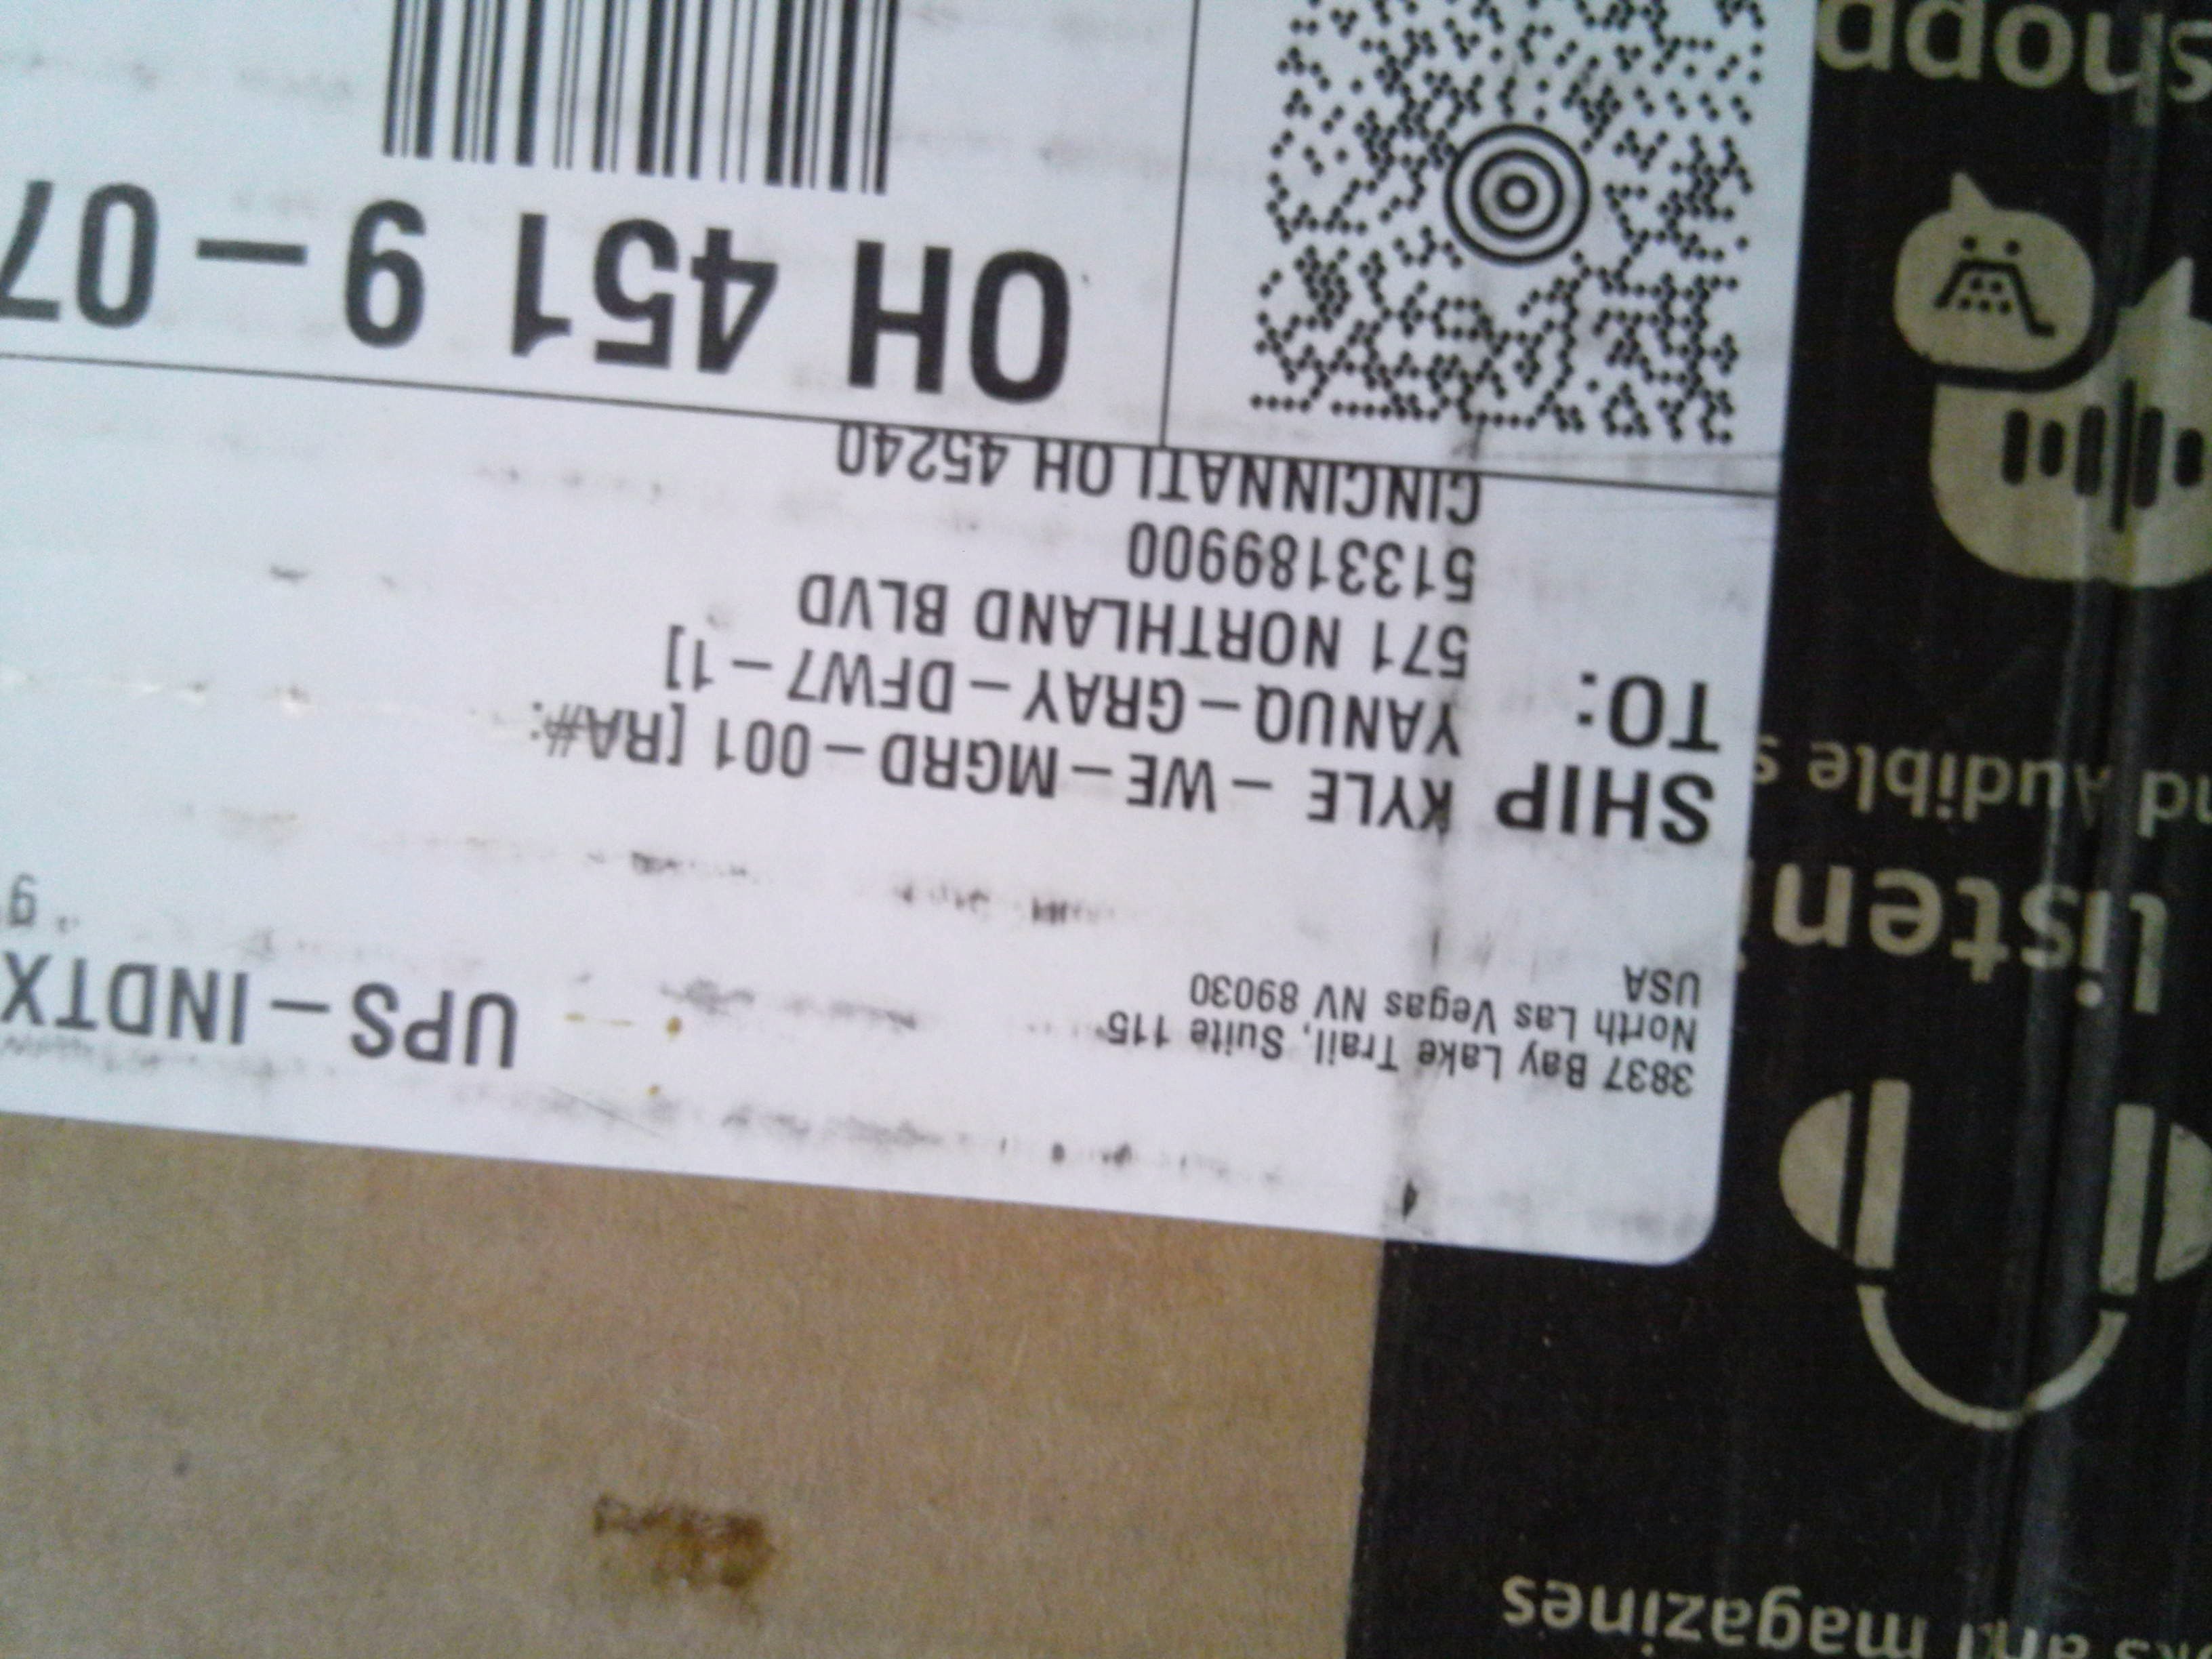 3837 Bay Lake Trail, Suite 115
North Las Vegas NV 89030
USA
UPS-INDTX
SHIP
TO:
KYLE - WE - MGRD - 001 [RA#:
YANUQ - GRAY - DFW7 - 1]
571 NORTHLAND BLVD
5133189900
CINCINNATI OH 45240
OH 451 9 - 07
magazines
Listen
Audible
shopp